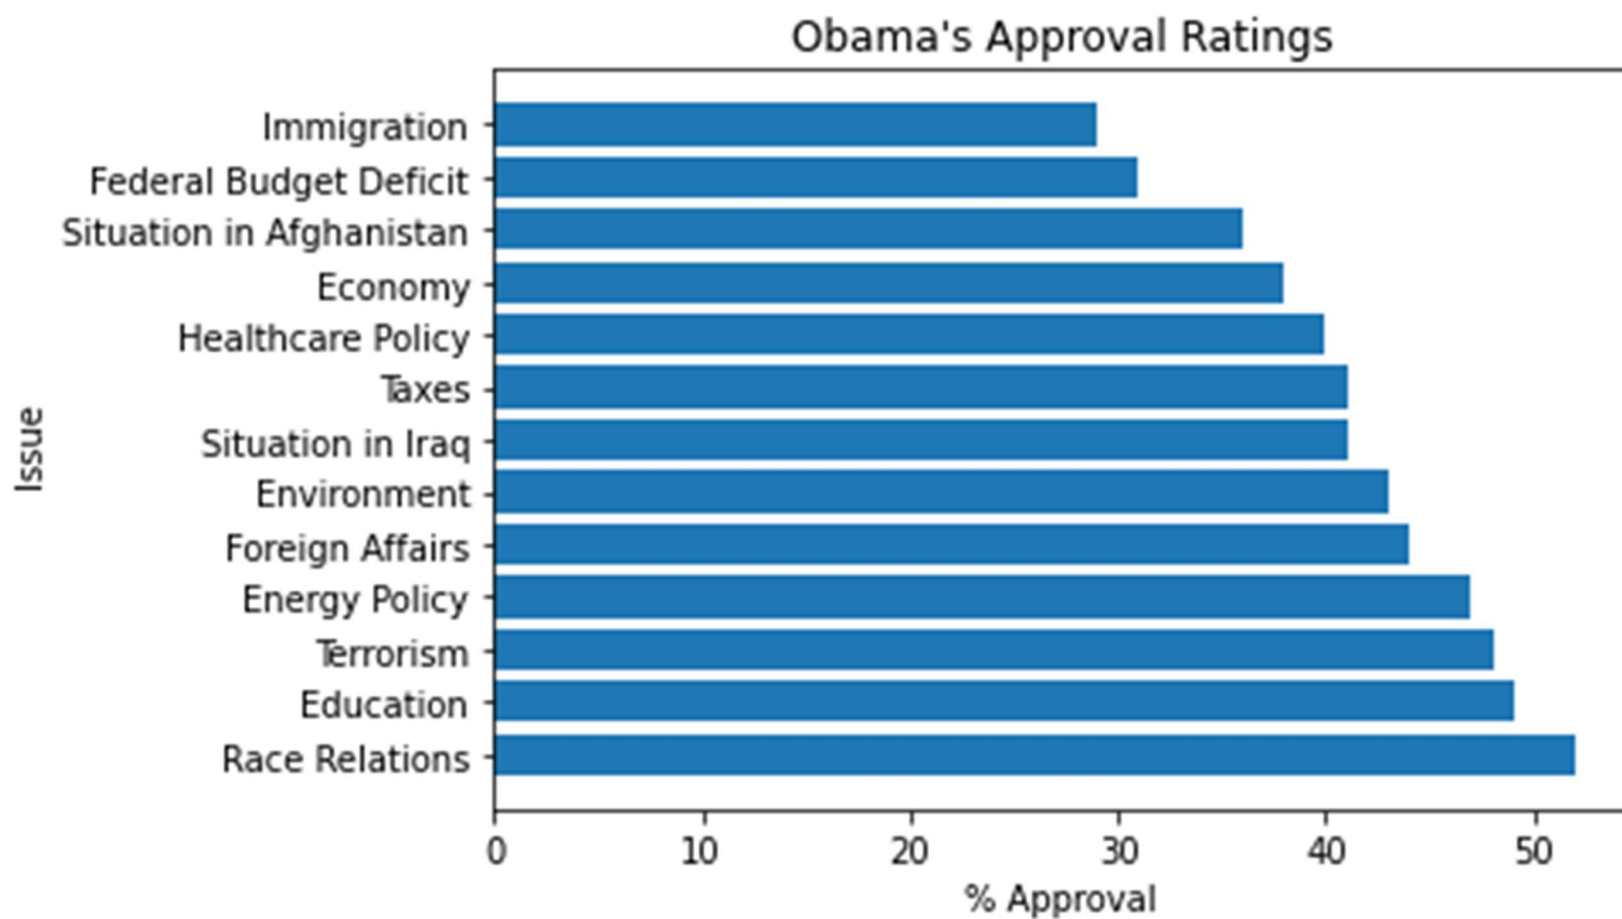 Obama's Approval Ratings
Issue
Immigration
Federal Budget Deficit
Situation in Afghanistan
Economy
Healthcare Policy
Taxes
Situation in Iraq
Environment
Foreign Affairs
Energy Policy
Terrorism
Education
Race Relations
0 10 20 30 40 50
% Approval